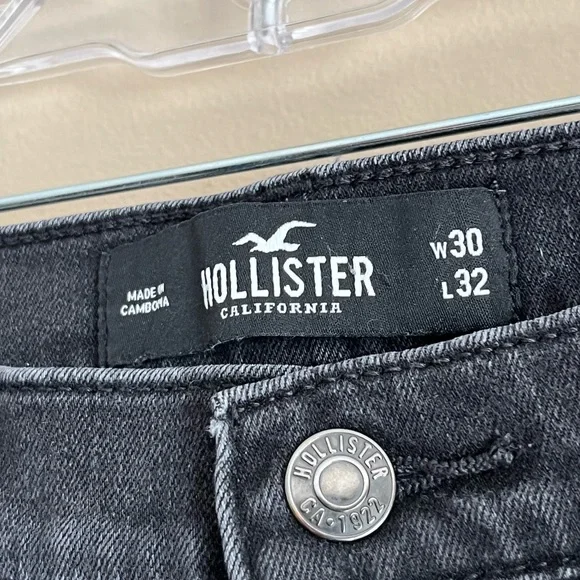 MADE IN
CAMBODIA
HOLLISTER
CALIFORNIA
W30
L32
HOLLISTER
CA • 1922